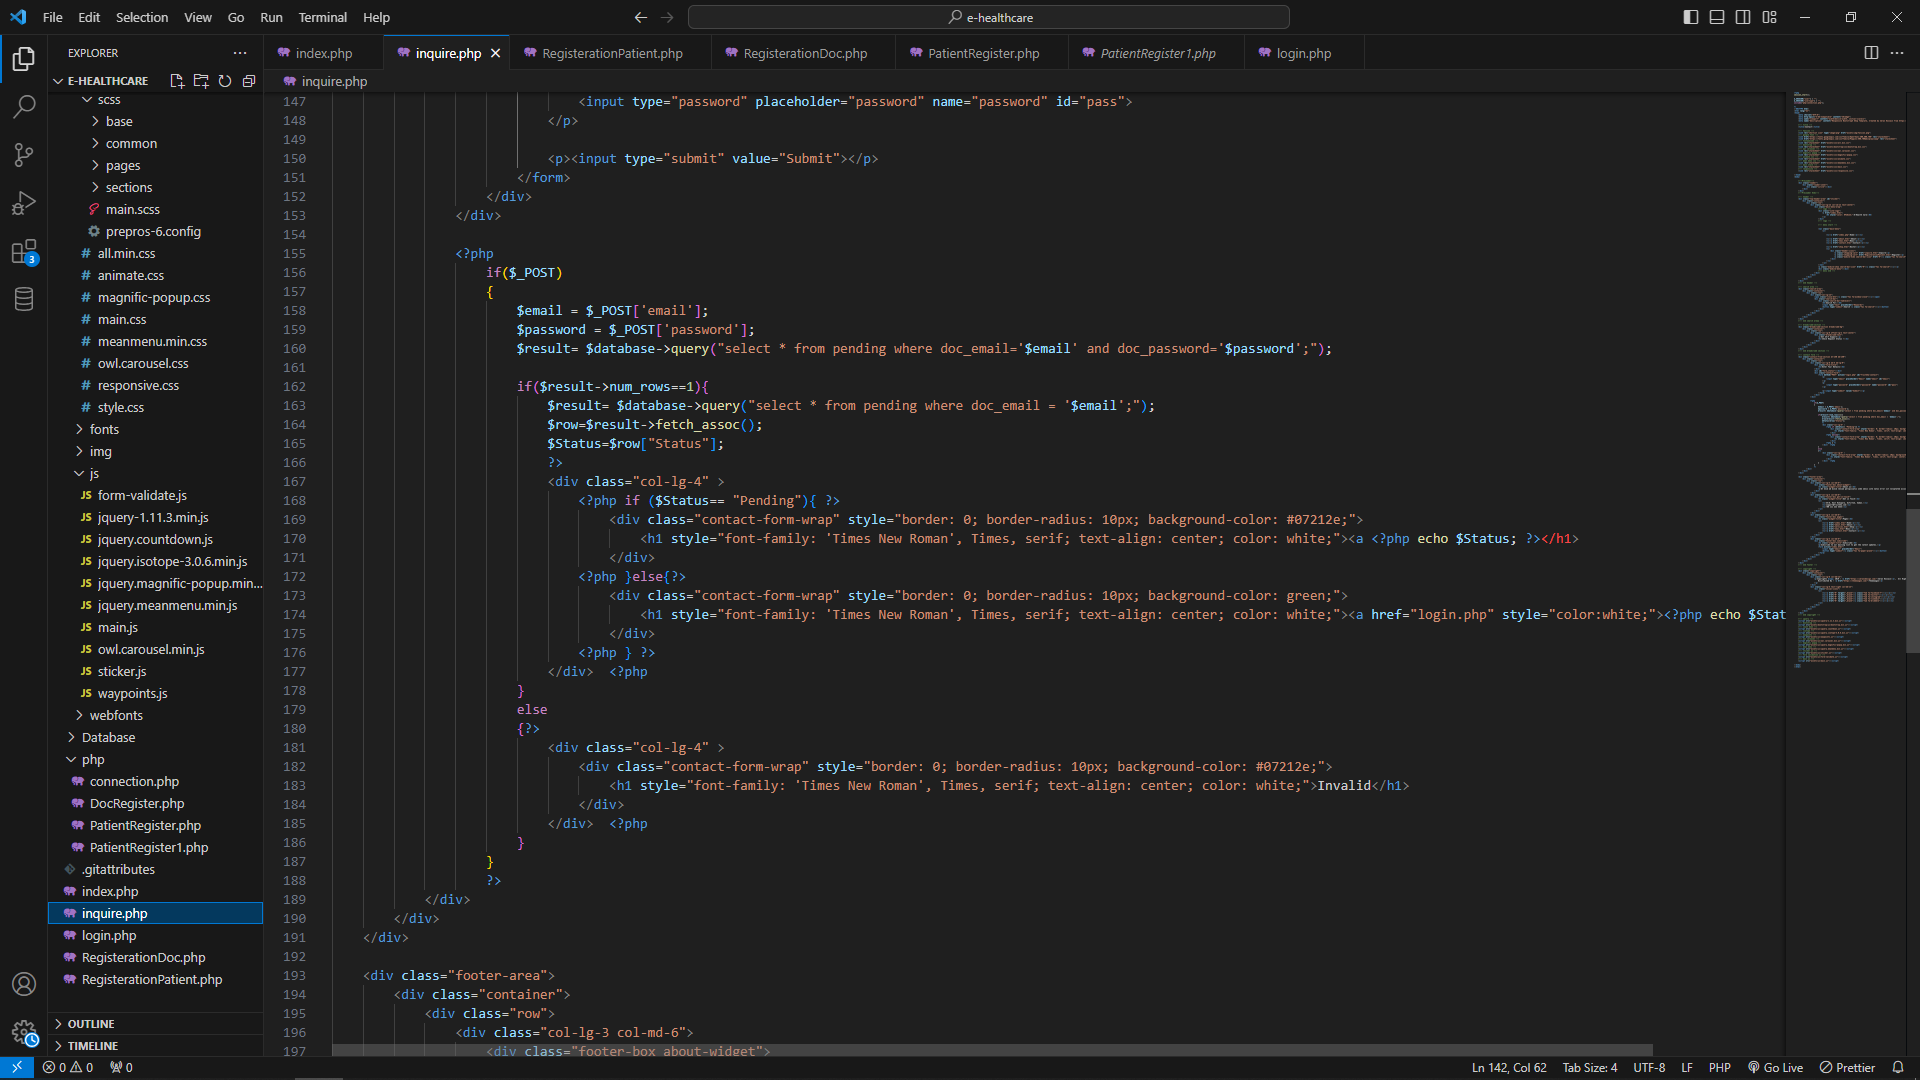 File Edit Selection View Go Run Terminal Help
e-healthcare
EXPLORER
index.php inquire.php RegisterationPatient.php RegisterationDoc.php PatientRegister.php PatientRegister1.php login.php
E-HEALTHCARE
inquire.php
scss
base
common
pages
sections
main.scss
prepros-6.config
all.min.css
animate.css
magnific-popup.css
main.css
meanmenu.min.css
owl.carousel.css
responsive.css
style.css
fonts
img
js
form-validate.js
jquery-1.11.3.min.js
jquery.countdown.js
jquery.isotope-3.0.6.min.js
jquery.magnific-popup.min...
jquery.meanmenu.min.js
main.js
owl.carousel.min.js
sticker.js
waypoints.js
webfonts
Database
php
connection.php
DocRegister.php
PatientRegister.php
PatientRegister1.php
.gitattributes
index.php
inquire.php
login.php
RegisterationDoc.php
RegisterationPatient.php
OUTLINE
TIMELINE
3
147 <input type="password" placeholder="password" name="password" id="pass">
148 </p>
149
150 <p><input type="submit" value="Submit"></p>
151 </form>
152 </div>
153 </div>
154
155 <?php
156 if($_POST)
157 {
158 $email = $_POST['email'];
159 $password = $_POST['password'];
160 $result= $database->query("select * from pending where doc_email='$email' and doc_password='$password';");
161
162 if($result->num_rows==1){
163 $result= $database->query("select * from pending where doc_email = '$email';");
164 $row=$result->fetch_assoc();
165 $Status=$row["Status"];
166 ?>
167 <div class="col-lg-4" >
168 <?php if ($Status== "Pending"){ ?>
169 <div class="contact-form-wrap" style="border: 0; border-radius: 10px; background-color: #07212e;">
170 <h1 style="font-family: 'Times New Roman', Times, serif; text-align: center; color: white;"><a <?php echo $Status; ?></h1>
171 </div>
172 <?php }else{?>
173 <div class="contact-form-wrap" style="border: 0; border-radius: 10px; background-color: green;">
174 <h1 style="font-family: 'Times New Roman', Times, serif; text-align: center; color: white;"><a href="login.php" style="color:white;"><?php echo $Stat
175 </div>
176 <?php } ?>
177 </div> <?php
178 }
179 else
180 {?>
181 <div class="col-lg-4" >
182 <div class="contact-form-wrap" style="border: 0; border-radius: 10px; background-color: #07212e;">
183 <h1 style="font-family: 'Times New Roman', Times, serif; text-align: center; color: white;">Invalid</h1>
184 </div>
185 </div> <?php
186 }
187 }
188 ?>
189 </div>
190 </div>
191 </div>
192
193 <div class="footer-area">
194 <div class="container">
195 <div class="row">
196 <div class="col-lg-3 col-md-6">
197 <div class="footer-box about-widget">
0 0 0 Ln 142, Col 62 Tab Size: 4 UTF-8 LF PHP Go Live Prettier